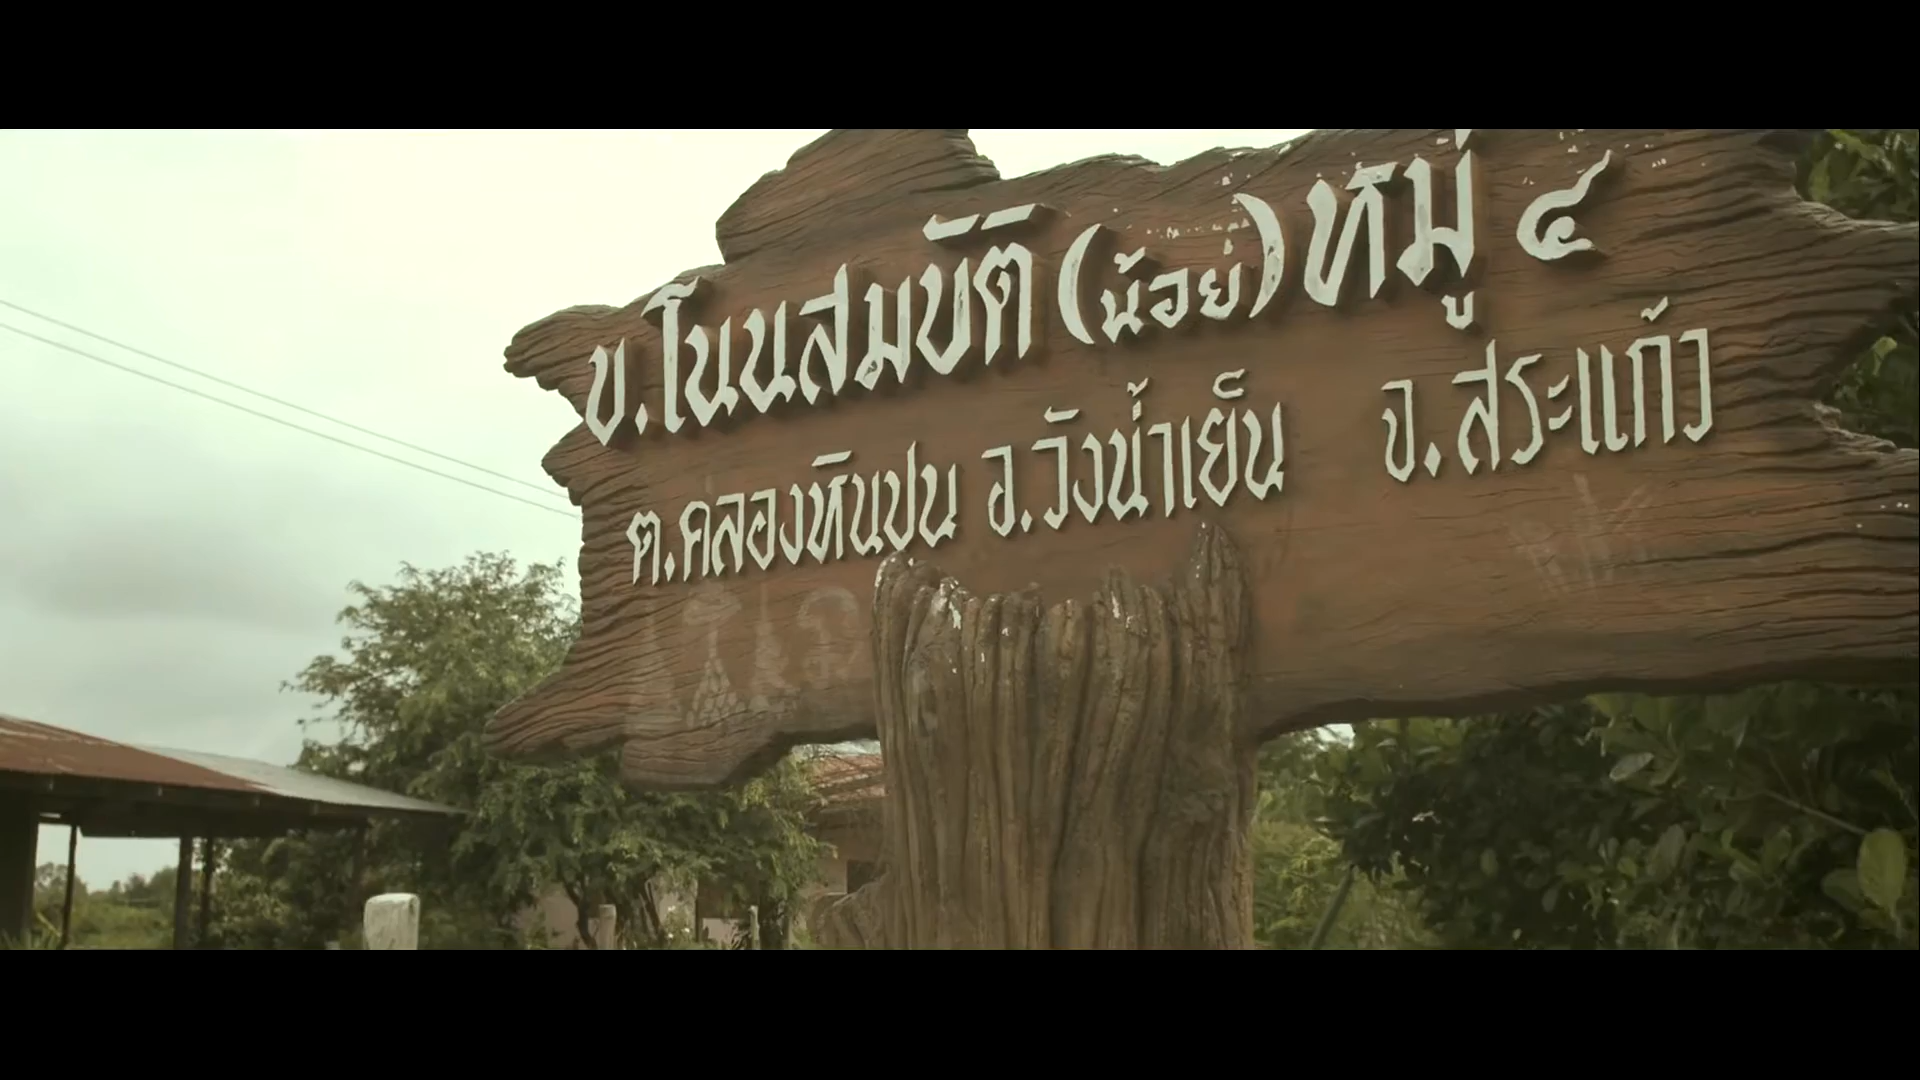 บ.โนนสมบัติ (น้อย) หมู่ ๔
ต.คลองหินปูน อ.วังน้ำเย็น จ.สระแก้ว